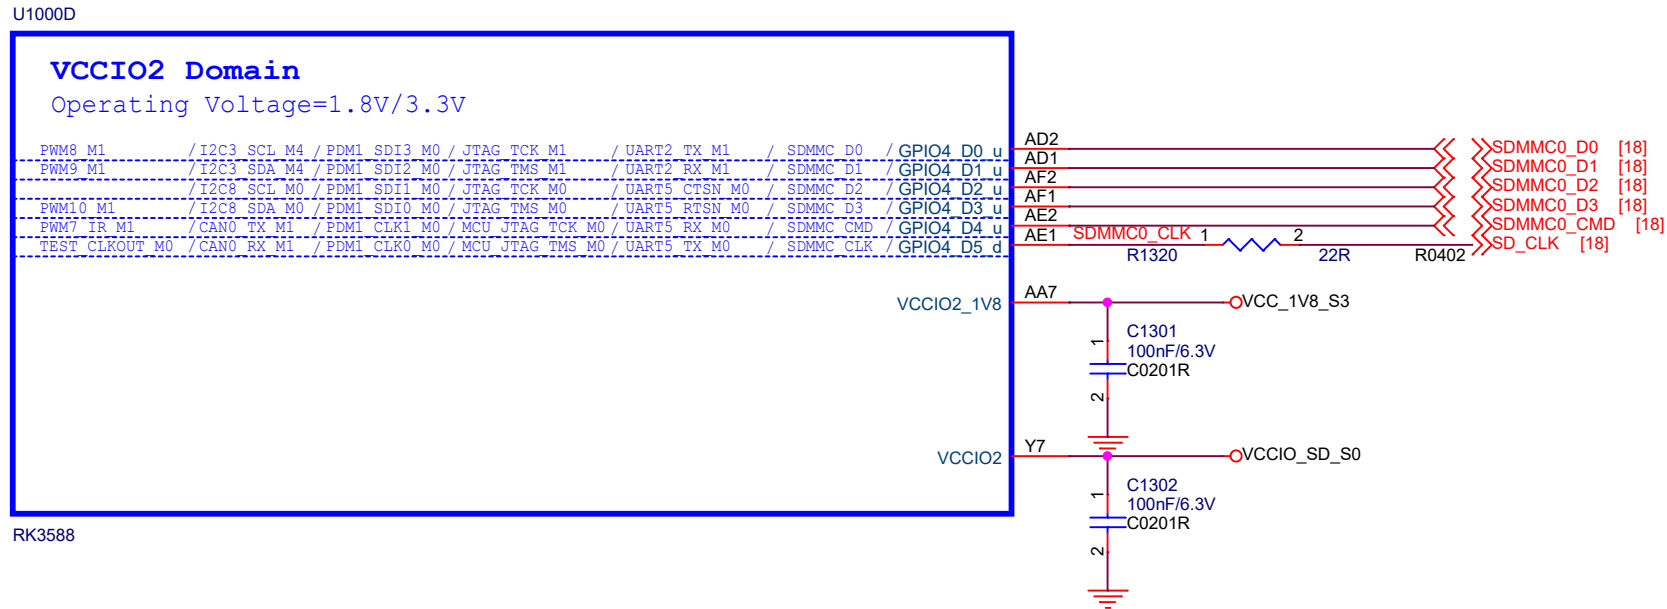 U1000D
VCCIO2 Domain
Operating Voltage=1.8V/3.3V
PWM8_M1 /I2C3_SCL_M4 / PDM1_SDI3_M0 / JTAG_TCK_M1 / UART2_TX_M1 / SDMMC_D0 / GPIO4_D0_u AD2 SDMMC0_D0 [18]
PWM9_M1 /I2C3_SDA_M4 / PDM1_SDI2_M0 / JTAG_TMS_M1 / UART2_RX_M1 / SDMMC_D1 / GPIO4_D1_u AD1 SDMMC0_D1 [18]
/I2C8_SCL_M0 / PDM1_SDI1_M0 / JTAG_TCK_M0 / UART5_CTSN_M0 / SDMMC_D2 / GPIO4_D2_u AF2 SDMMC0_D2 [18]
PWM10_M1 /I2C8_SDA_M0 / PDM1_SDI0_M0 / JTAG_TMS_M0 / UART5_RTSN_M0 / SDMMC_D3 / GPIO4_D3_u AF1 SDMMC0_D3 [18]
PWM7_IR_M1 /CAN0_TX_M1 / PDM1_CLK1_M0 / MCU_JTAG_TCK_M0 / UART5_RX_M0 / SDMMC_CMD / GPIO4_D4_u AE2 SDMMC0_CMD [18]
TEST_CLKOUT_M0 /CAN0_RX_M1 / PDM1_CLK0_M0 / MCU_JTAG_TMS_M0 / UART5_TX_M0 / SDMMC_CLK / GPIO4_D5_d AE1 SDMMC0_CLK 1 2 SD_CLK [18]
R1320 22R R0402
VCCIO2_1V8 AA7 VCC_1V8_S3
C1301
1 100nF/6.3V
C0201R
2
VCCIO2 Y7 VCCIO_SD_S0
C1302
1 100nF/6.3V
C0201R
RK3588
2